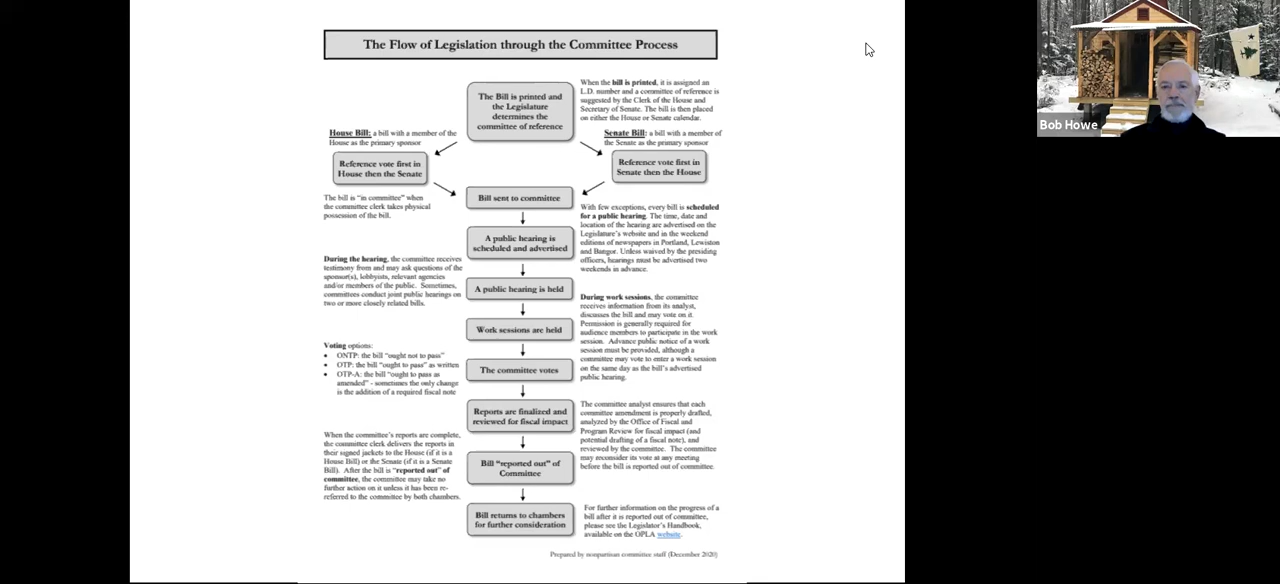 The Flow of Legislation through the Committee Process
The Bill is printed and
the Legislature
determines the
committee of reference
When the bill is printed, it is assigned an
L.D. number and a committee of reference is
suggested by the Clerk of the House and
Secretary of Senate. The bill is then placed
on either the House or Senate calendar.
House Bill: a bill with a member of the
House as the primary sponsor
Senate Bill: a bill with a member of
the Senate as the primary sponsor
Reference vote first in
House then the Senate
Reference vote first in
Senate then the House
The bill is "in committee" when
the committee clerk takes physical
possession of the bill.
Bill sent to committee
With few exceptions, every bill is scheduled
for a public hearing. The time, date and
location of the hearing are advertised on the
Legislature's website and in the weekend
editions of newspapers in Portland, Lewiston
and Bangor. Unless waived by the presiding
officers, hearings must be advertised two
weekends in advance.
A public hearing is
scheduled and advertised
During the hearing, the committee receives
testimony from and may ask questions of the
sponsor(s), lobbyists, relevant agencies
and/or members of the public. Sometimes,
committees conduct joint public hearings on
two or more closely related bills.
A public hearing is held
During work sessions, the committee
receives information from its analyst,
discusses the bill and may vote on it.
Permission is generally required for
audience members to participate in the work
session. Advance public notice of a work
session must be provided, although a
committee may vote to enter a work session
on the same day as the bill's advertised
public hearing.
Work sessions are held
Voting options:
• ONTP: the bill "ought not to pass"
• OTP: the bill "ought to pass" as written
• OTP-A: the bill "ought to pass as
amended" - sometimes the only change
is the addition of a required fiscal note
The committee votes
Reports are finalized and
reviewed for fiscal impact
The committee analyst ensures that each
committee amendment is properly drafted,
analyzed by the Office of Fiscal and
Program Review for fiscal impact (and
potential drafting of a fiscal note), and
reviewed by the committee. The committee
may reconsider its vote at any meeting
before the bill is reported out of committee.
When the committee's reports are complete,
the committee clerk delivers the reports in
their signed jackets to the House (if it is a
House Bill) or the Senate (if it is a Senate
Bill). After the bill is "reported out" of
committee, the committee may take no
further action on it unless it has been re-
referred to the committee by both chambers.
Bill "reported out" of
Committee
Bill returns to chambers
for further consideration
For further information on the progress of a
bill after it is reported out of committee,
please see the Legislator's Handbook,
available on the OPLA website.
Prepared by nonpartisan committee staff (December 2020)
Bob Howe